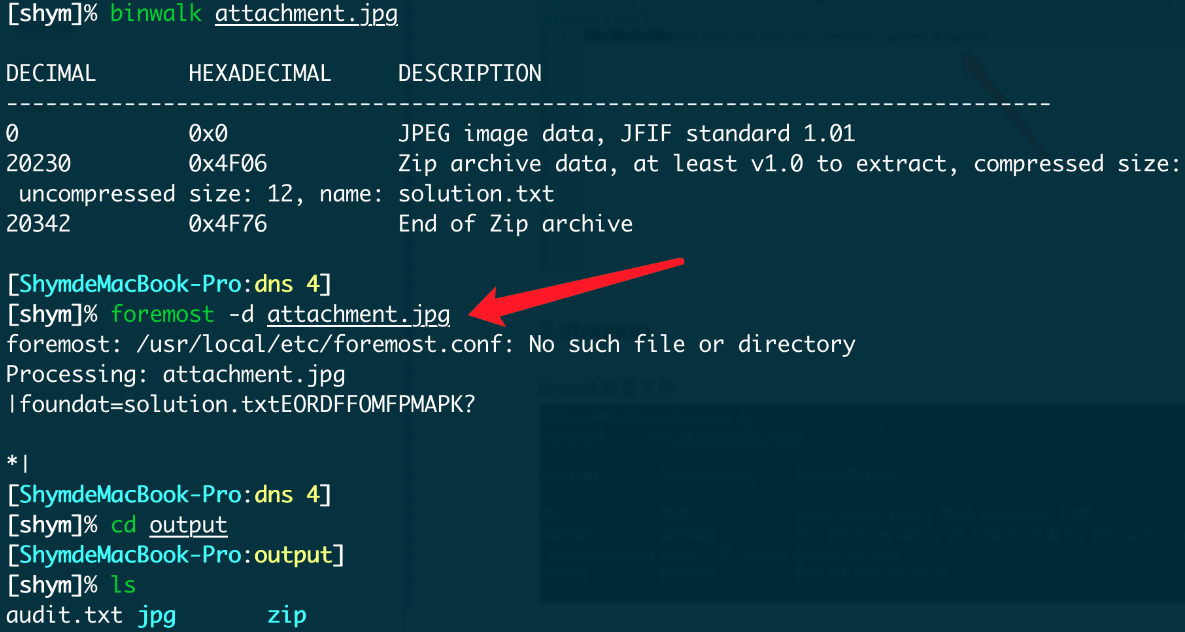 [shym]% binwalk attachment.jpg
DECIMAL HEXADECIMAL DESCRIPTION
--------------------------------------------------------------------------------
0 0x0 JPEG image data, JFIF standard 1.01
20230 0x4F06 Zip archive data, at least v1.0 to extract, compressed size:
uncompressed size: 12, name: solution.txt
20342 0x4F76 End of Zip archive
[ShymdeMacBook-Pro:dns 4]
[shym]% foremost -d attachment.jpg
foremost: /usr/local/etc/foremost.conf: No such file or directory
Processing: attachment.jpg
|foundat=solution.txtEORDFFOMFPMAPK?
*|
[ShymdeMacBook-Pro:dns 4]
[shym]% cd output
[ShymdeMacBook-Pro:output]
[shym]% ls
audit.txt jpg zip